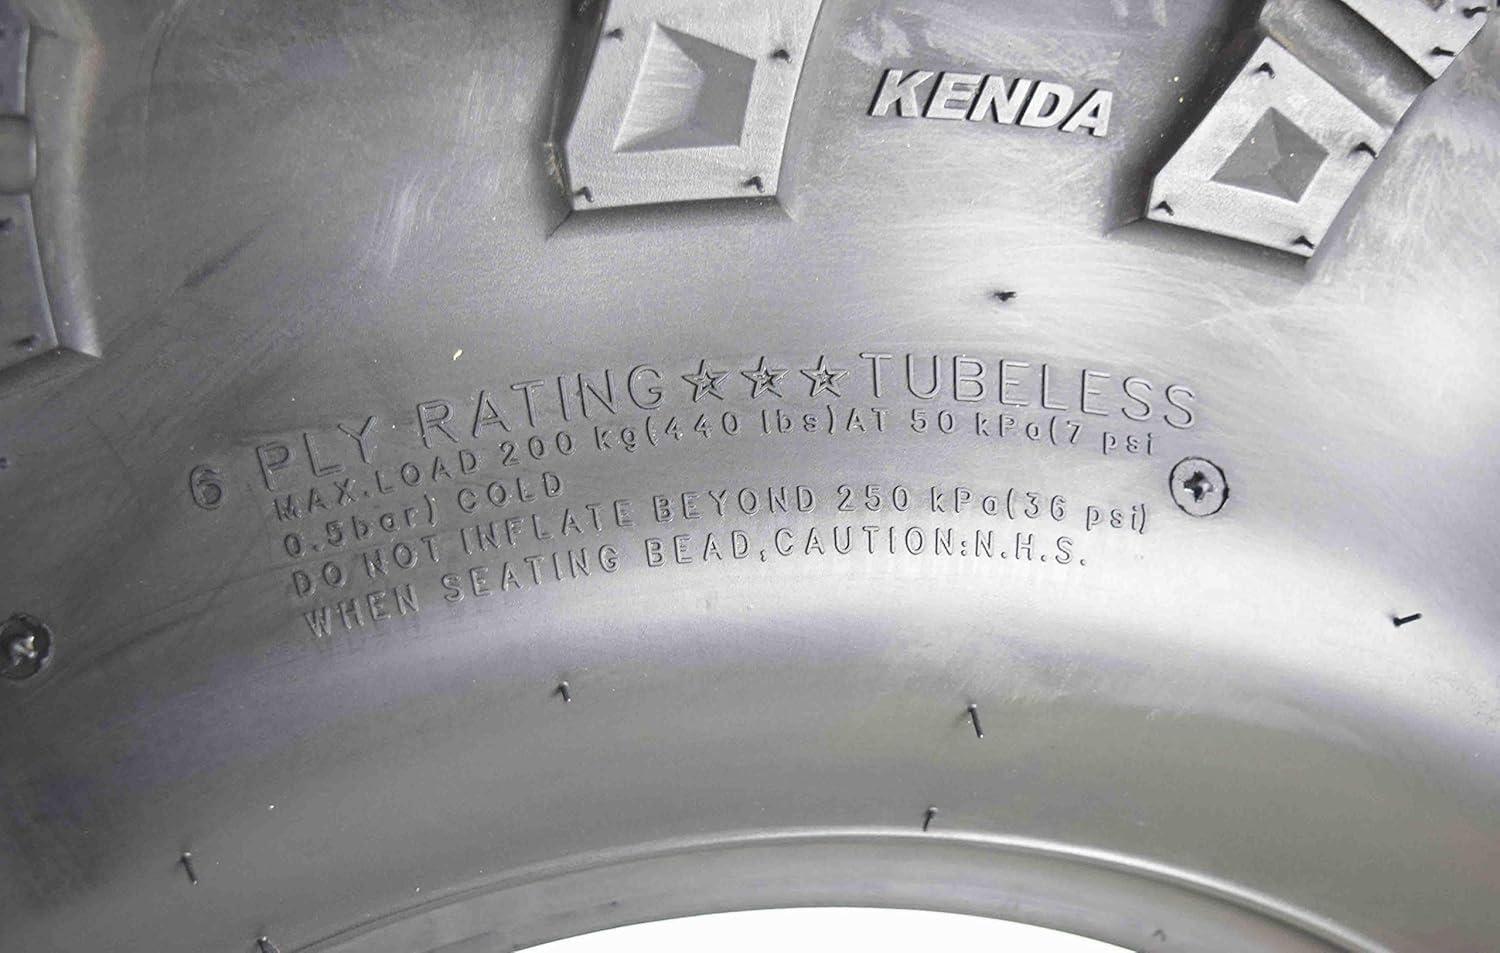 KENDA
6 PLY RATING☆☆☆TUBELESS
MAX.LOAD 200 kg(440 lbs)AT 50 kPa(7 psi
0.5bar) COLD
DO NOT INFLATE BEYOND 250 kPa(36 psi)
WHEN SEATING BEAD,CAUTION:N.H.S.